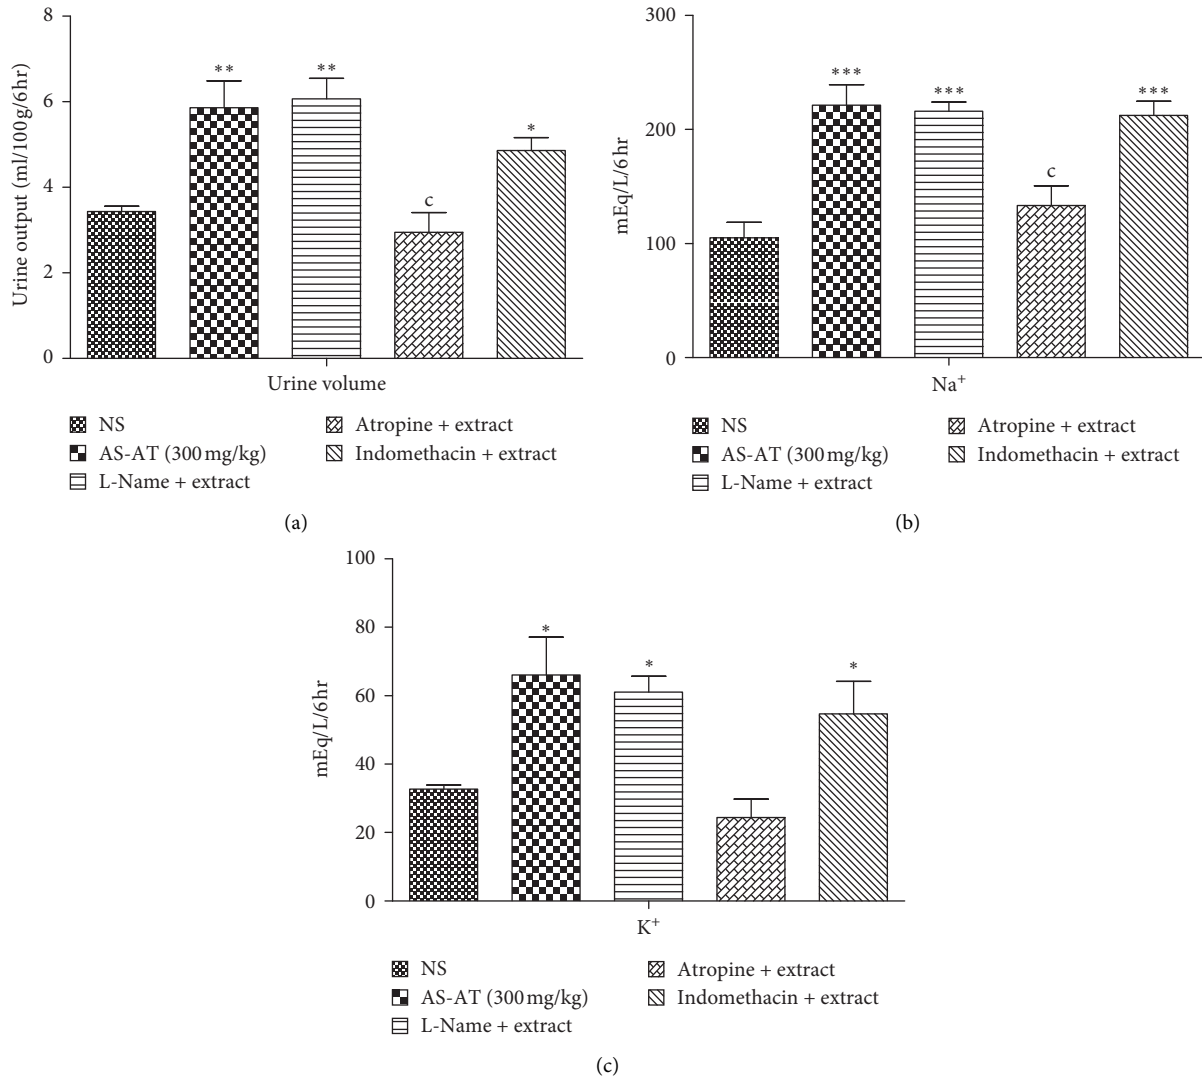 8
6
4
2
0
Urine output (ml/100g/6hr)
**
**
c
*
Urine volume
NS
AS-AT (300 mg/kg)
L-Name + extract
Atropine + extract
Indomethacin + extract
(a)
300
200
100
0
mEq/L/6hr
***
***
c
***
Na⁺
NS
AS-AT (300 mg/kg)
L-Name + extract
Atropine + extract
Indomethacin + extract
(b)
100
80
60
40
20
0
mEq/L/6hr
*
*
*
K⁺
NS
AS-AT (300 mg/kg)
L-Name + extract
Atropine + extract
Indomethacin + extract
(c)